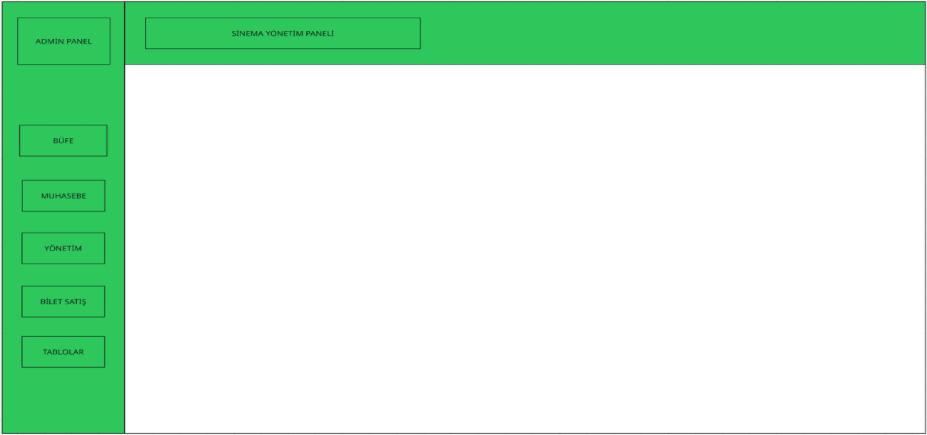 ADMİN PANEL
SİNEMA YÖNETİM PANELİ
BÜFE
MUHASEBE
YÖNETİM
BİLET SATIŞ
TABLOLAR